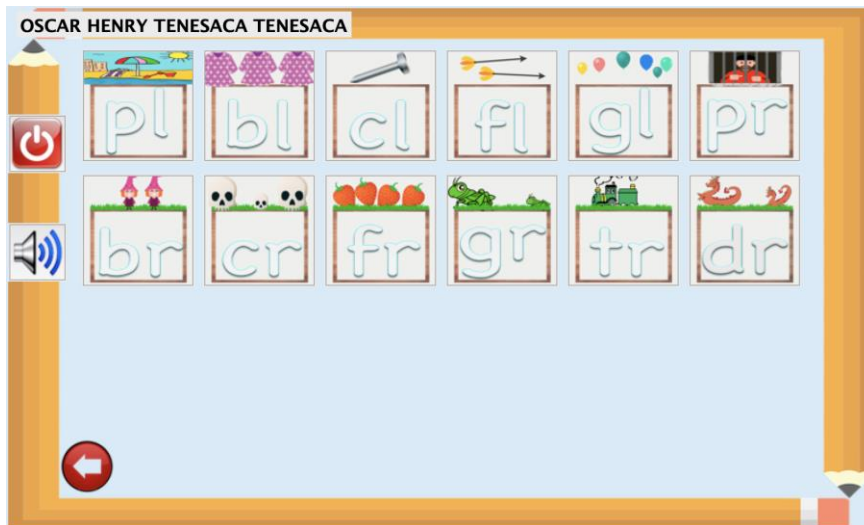 OSCAR HENRY TENESACA TENESACA
pl bl cl fl gl pr
br cr fr gr tr dr